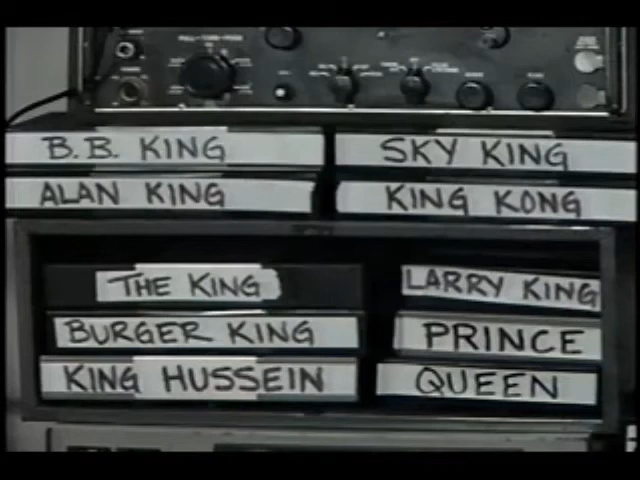 B.B. KING
SKY KING
ALAN KING
KING KONG
THE KING
LARRY KING
BURGER KING
PRINCE
KING HUSSEIN
QUEEN